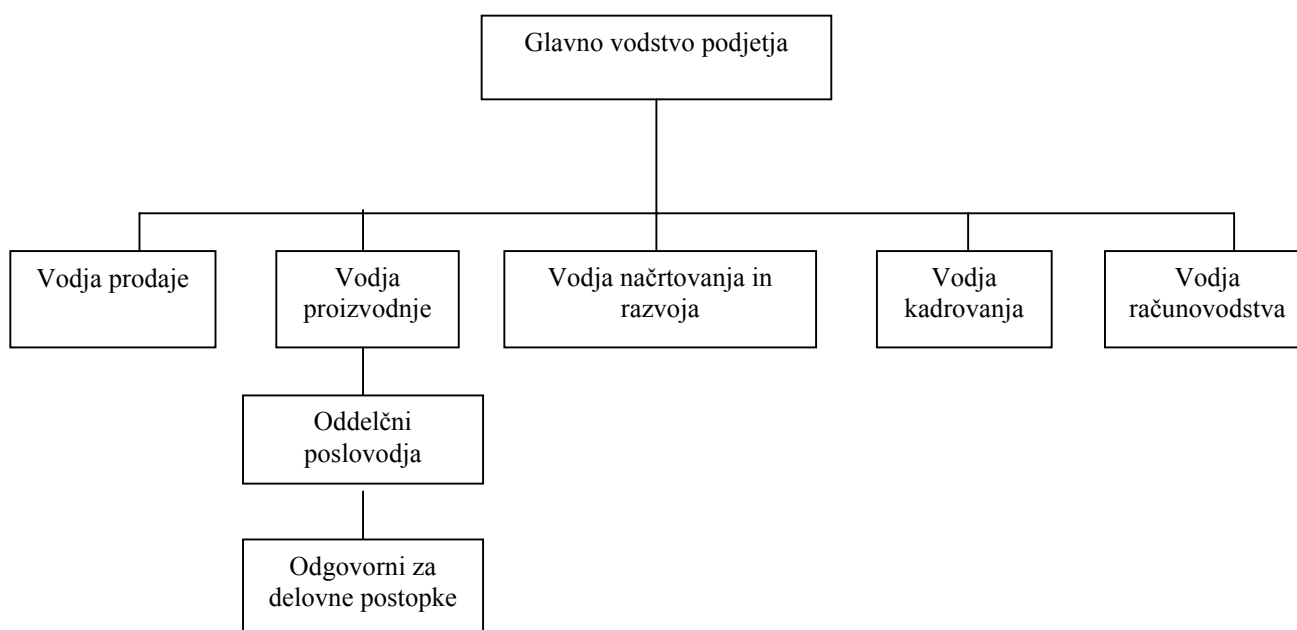 Glavno vodstvo podjetja
Vodja prodaje
Vodja
proizvodnje
Vodja načrtovanja in
razvoja
Vodja
kadrovanja
Vodja
računovodstva
Oddelčni
poslovodja
Odgovorni za
delovne postopke